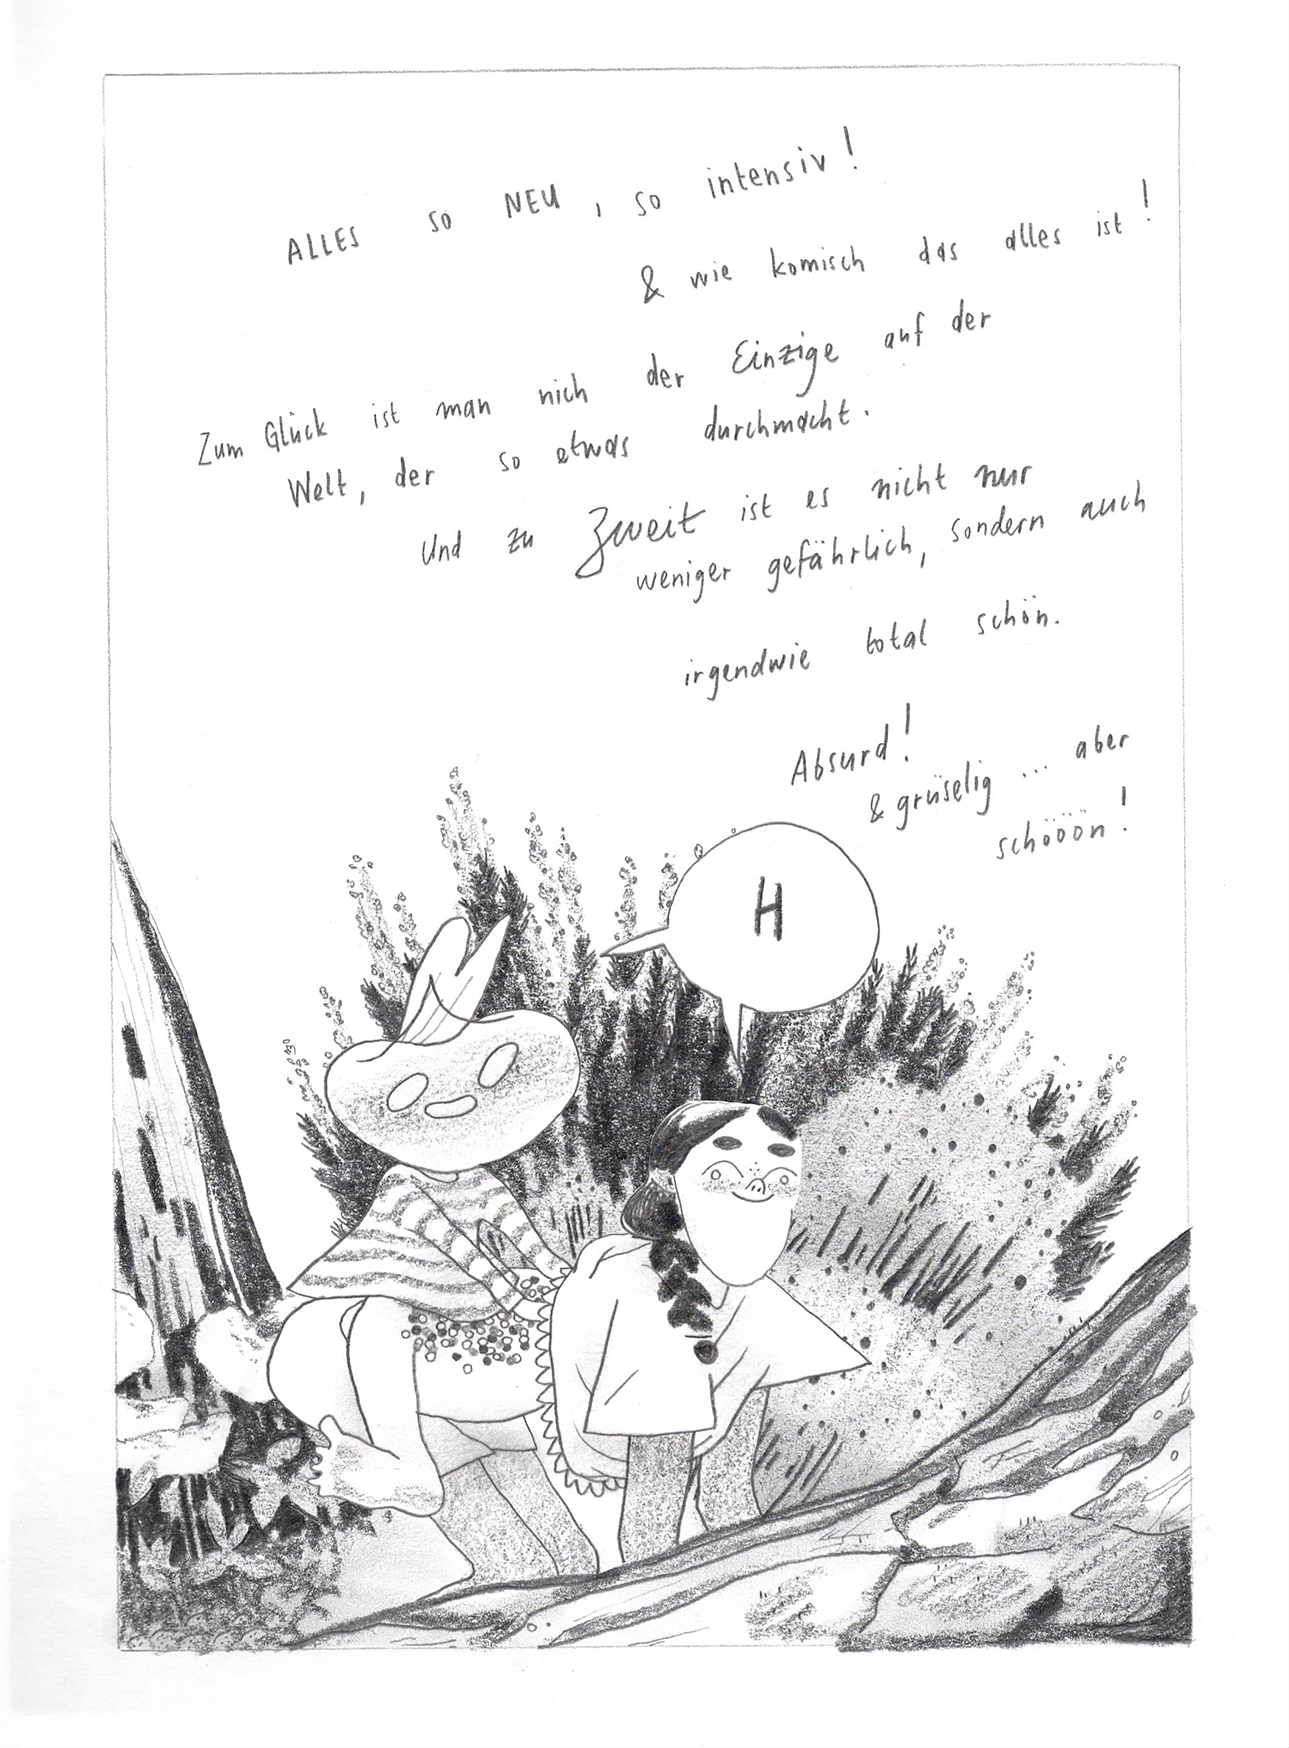 ALLES so NEU, so intensiv!
& wie komisch das alles ist!
Zum Glück ist man nich der Einzige auf der
Welt, der so etwas durchmacht.
Und zu Zweit ist es nicht nur
weniger gefährlich, sondern auch
irgendwie total schön.
Absurd!
& grüselig ... aber
schööön!
H